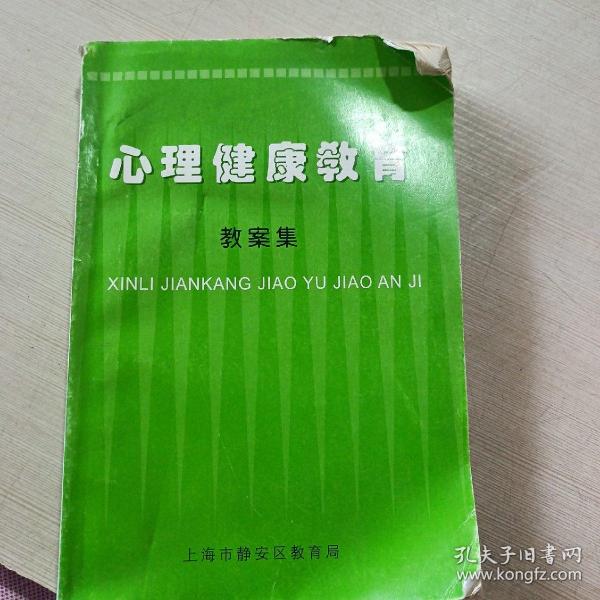 心理健康教育
教案集
XINLI JIANKANG JIAO YU JIAO AN JI
上海市静安区教育局
孔夫子旧书网
www.kongfz.com